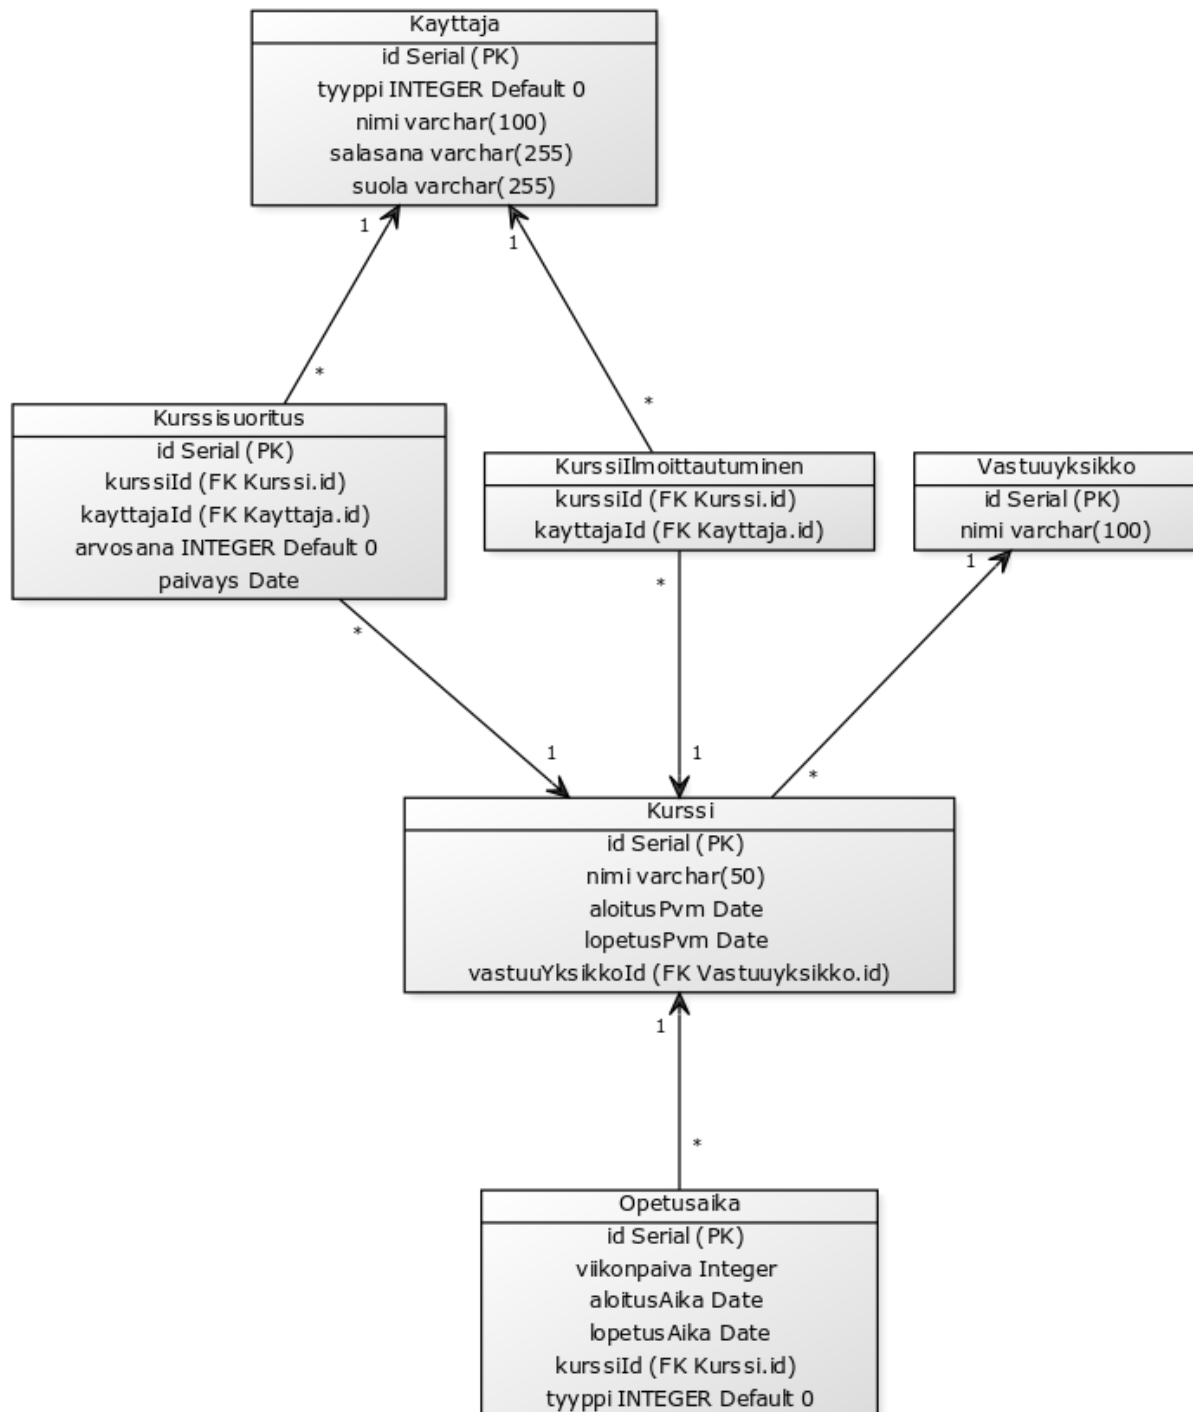 Kayttaja
id Serial (PK)
tyyppi INTEGER Default 0
nimi varchar(100)
salasana varchar(255)
suola varchar(255)
1
1
*
*
Kurssisuoritus
id Serial (PK)
kurssiId (FK Kurssi.id)
kayttajaId (FK Kayttaja.id)
arvosana INTEGER Default 0
paivays Date
KurssiIlmoittautuminen
kurssiId (FK Kurssi.id)
kayttajaId (FK Kayttaja.id)
Vastuuyksikko
id Serial (PK)
nimi varchar(100)
*
*
1
1
1
*
Kurssi
id Serial (PK)
nimi varchar(50)
aloitusPvm Date
lopetusPvm Date
vastuuYksikkoId (FK Vastuuyksikko.id)
1
*
Opetusaika
id Serial (PK)
viikonpaiva Integer
aloitusAika Date
lopetusAika Date
kurssiId (FK Kurssi.id)
tyyppi INTEGER Default 0